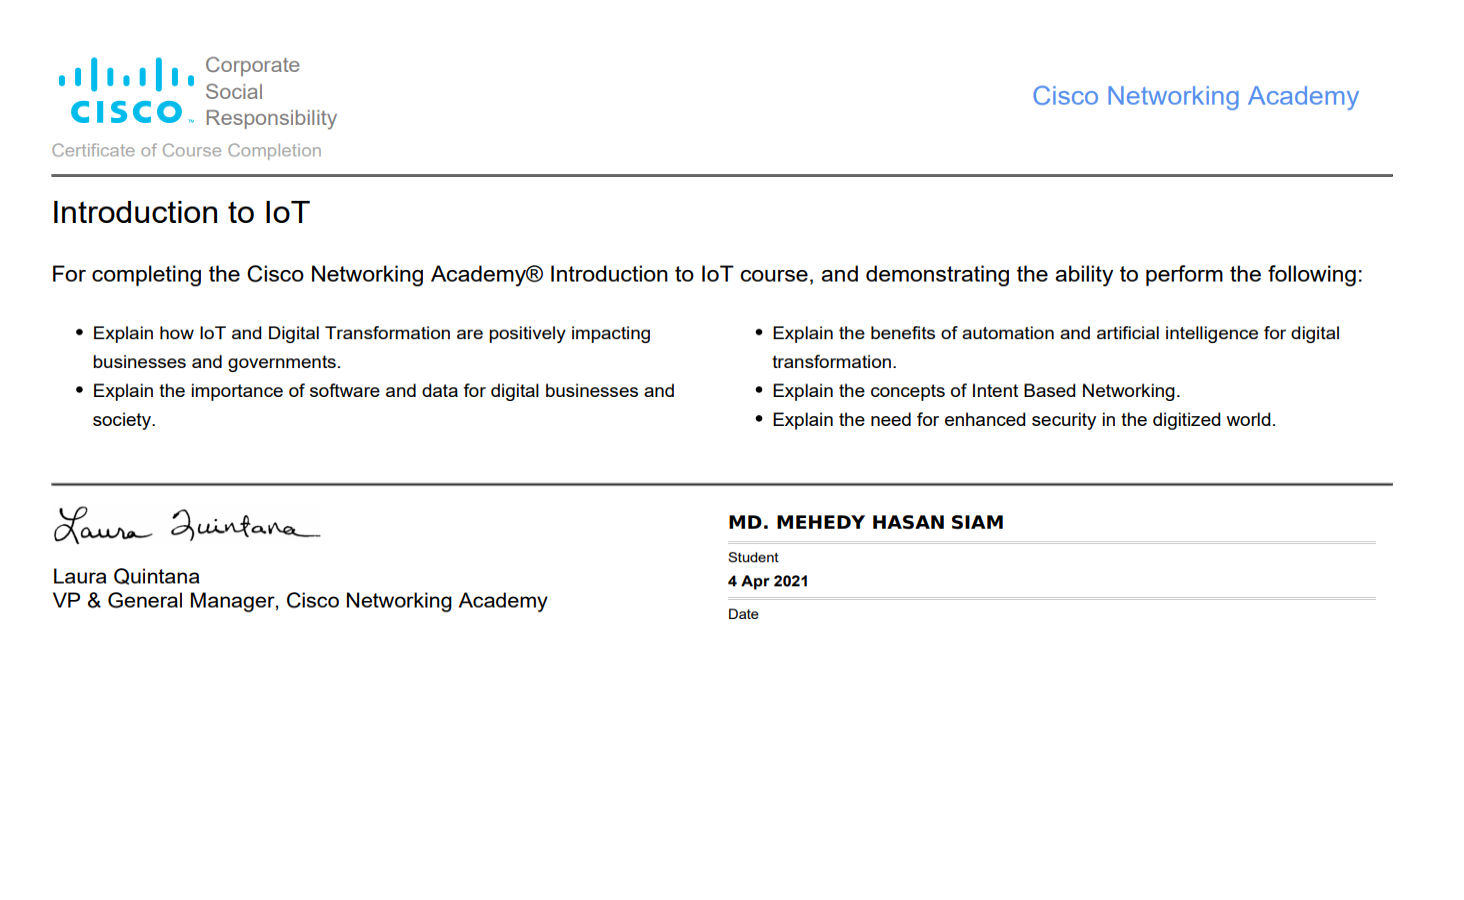 CISCO™
Corporate
Social
Responsibility
Certificate of Course Completion
Cisco Networking Academy
Introduction to IoT
For completing the Cisco Networking Academy® Introduction to IoT course, and demonstrating the ability to perform the following:
• Explain how IoT and Digital Transformation are positively impacting
businesses and governments.
• Explain the importance of software and data for digital businesses and
society.
• Explain the benefits of automation and artificial intelligence for digital
transformation.
• Explain the concepts of Intent Based Networking.
• Explain the need for enhanced security in the digitized world.
Laura Quintana
Laura Quintana
VP & General Manager, Cisco Networking Academy
MD. MEHEDY HASAN SIAM
Student
4 Apr 2021
Date